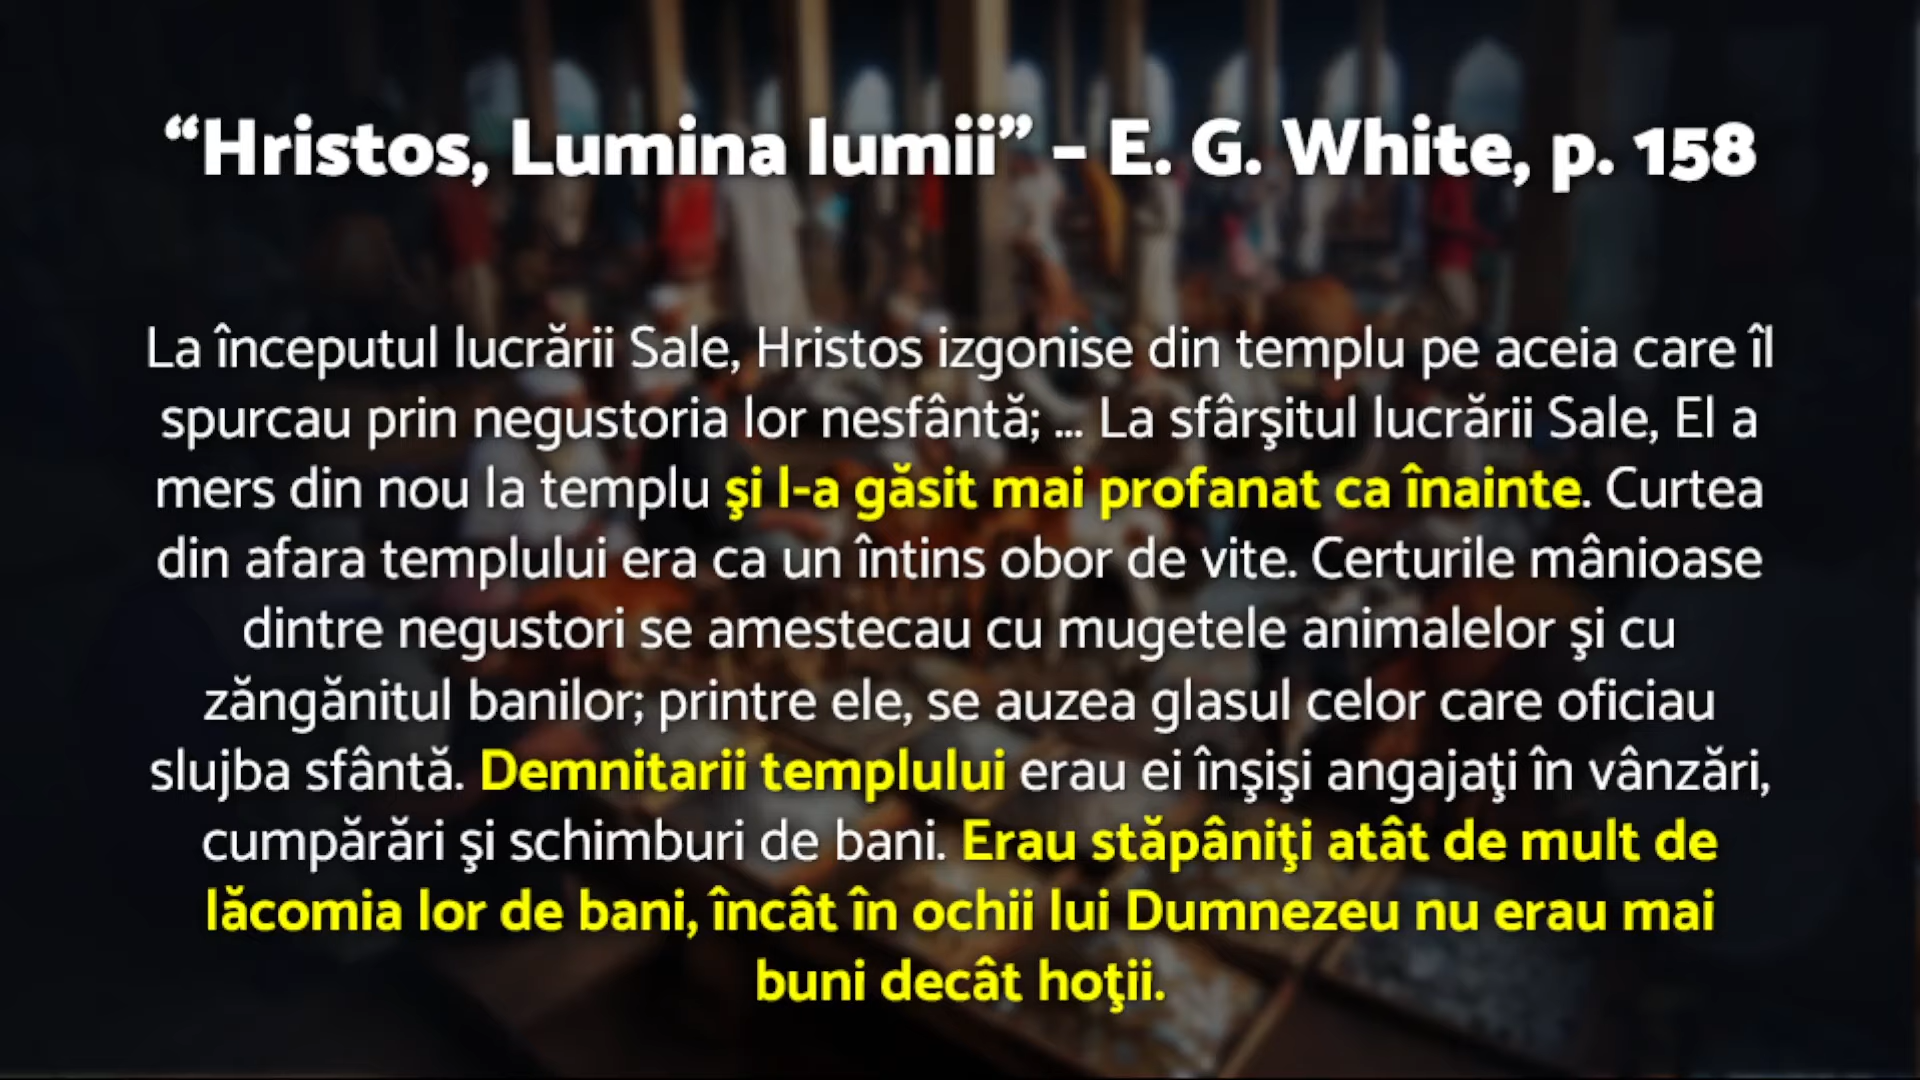 “Hristos, Lumina lumii” – E. G. White, p. 158
La începutul lucrării Sale, Hristos izgonise din templu pe aceia care îl
spurcau prin negustoria lor nesfântă; ... La sfârşitul lucrării Sale, El a
mers din nou la templu şi l-a găsit mai profanat ca înainte. Curtea
din afara templului era ca un întins obor de vite. Certurile mânioase
dintre negustori se amestecau cu mugetele animalelor şi cu
zăngănitul banilor; printre ele, se auzea glasul celor care oficiau
slujba sfântă. Demnitarii templului erau ei înşişi angajaţi în vânzări,
cumpărări şi schimburi de bani. Erau stăpâniţi atât de mult de
lăcomia lor de bani, încât în ochii lui Dumnezeu nu erau mai
buni decât hoţii.